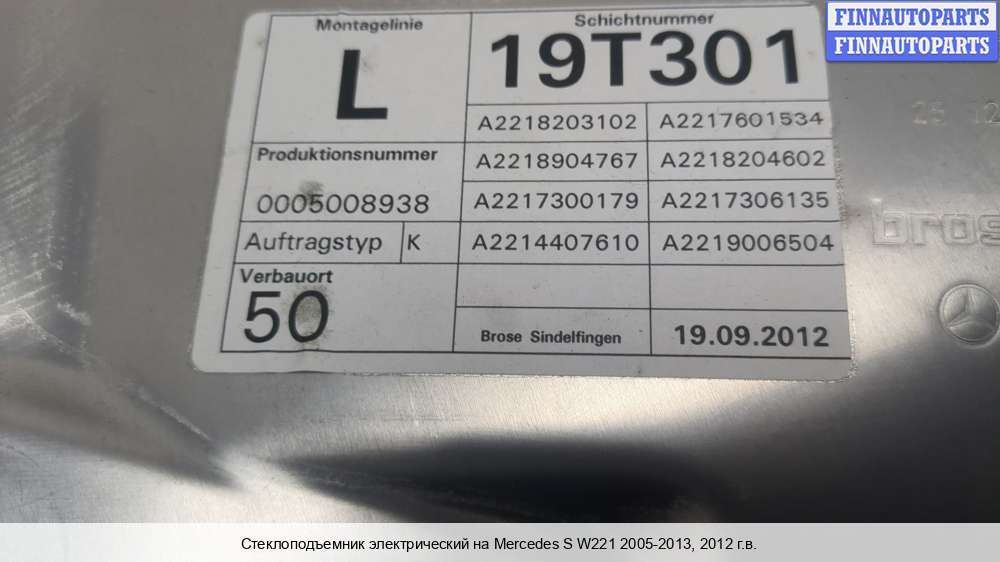 FINNAUTOPARTS
FINNAUTOPARTS
Montagelinie
L
Schichtnummer
19T301
A2218203102 A2217601534
Produktionsnummer
A2218904767 A2218204602
0005008938
A2217300179 A2217306135
Auftragstyp K
A2214407610 A2219006504
Verbauort
50
Brose Sindelfingen 19.09.2012
Стеклоподъемник электрический на Mercedes S W221 2005-2013, 2012 г.в.